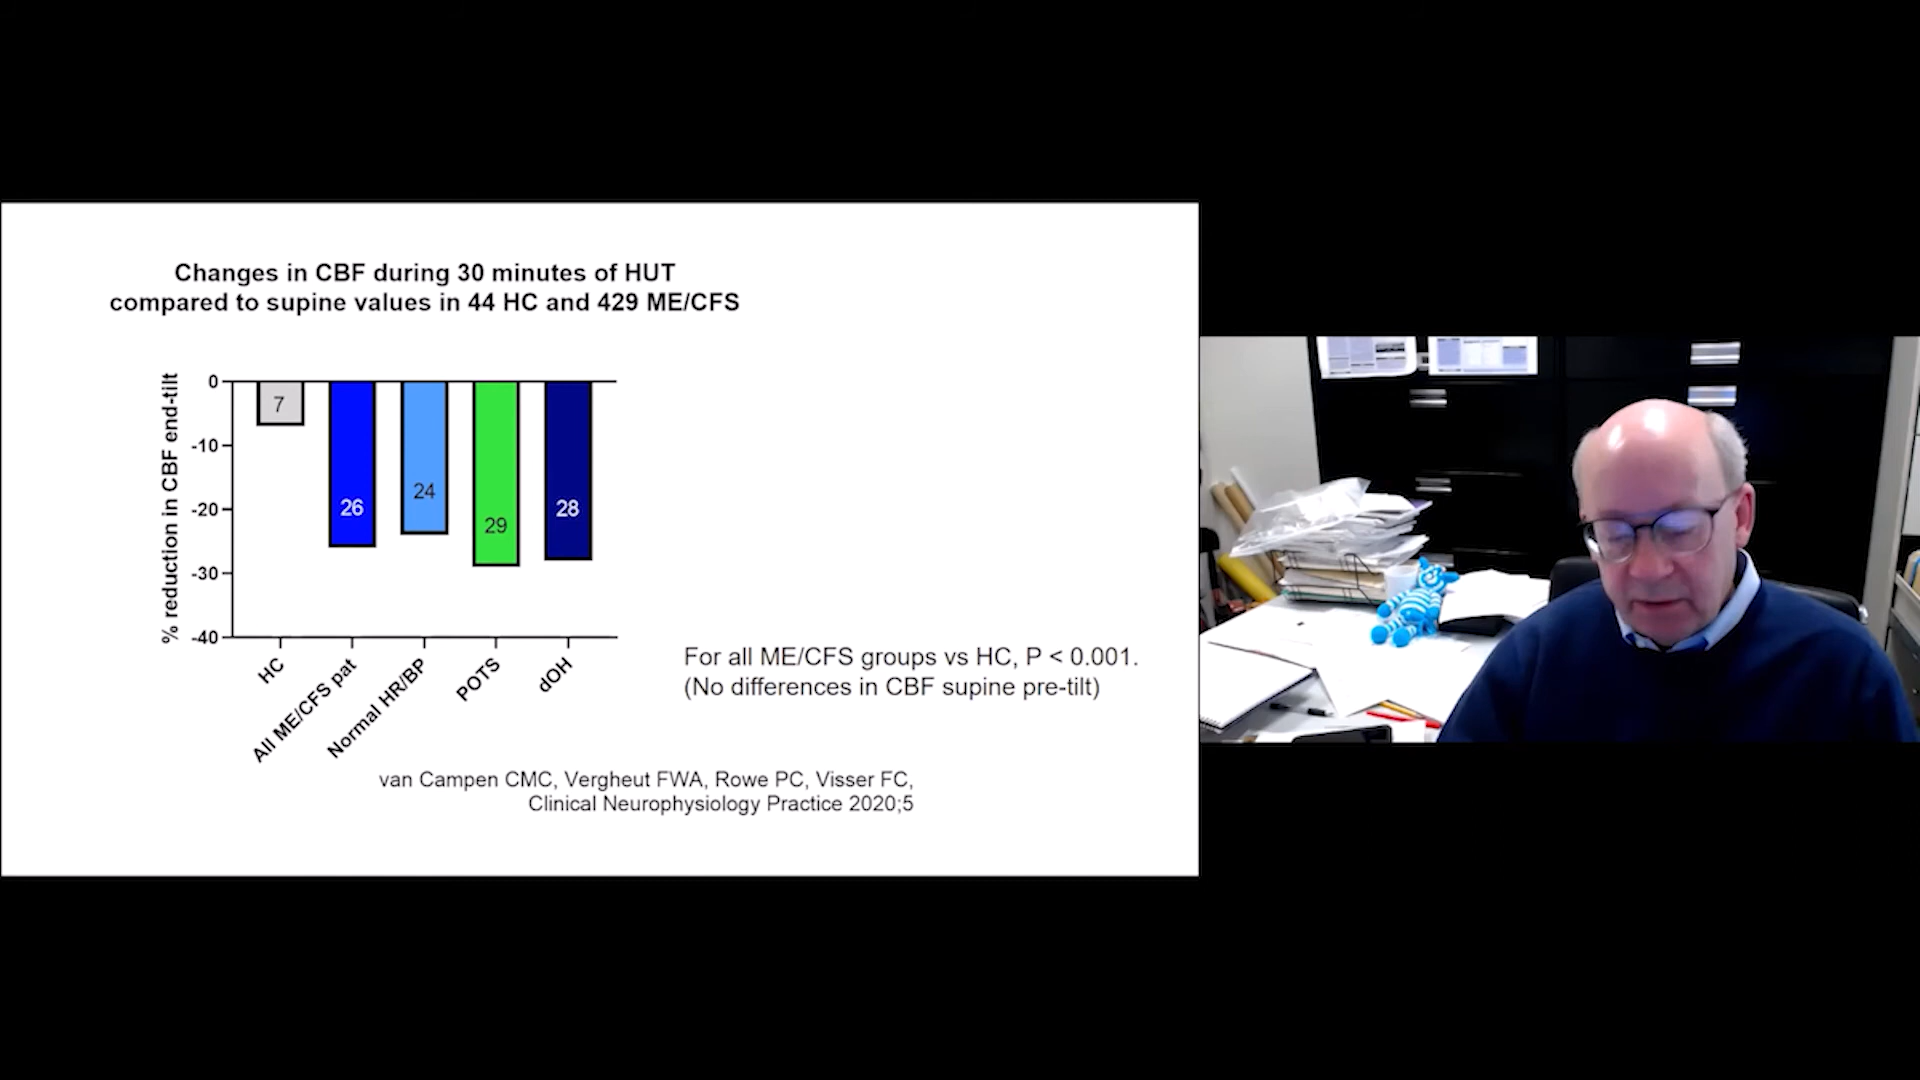 Changes in CBF during 30 minutes of HUT
compared to supine values in 44 HC and 429 ME/CFS
% reduction in CBF end-tilt
0
-10
-20
-30
-40
7
26
24
29
28
HC
All ME/CFS pat
Normal HR/BP
POTS
dOH
For all ME/CFS groups vs HC, P < 0.001.
(No differences in CBF supine pre-tilt)
van Campen CMC, Vergheut FWA, Rowe PC, Visser FC,
Clinical Neurophysiology Practice 2020;5